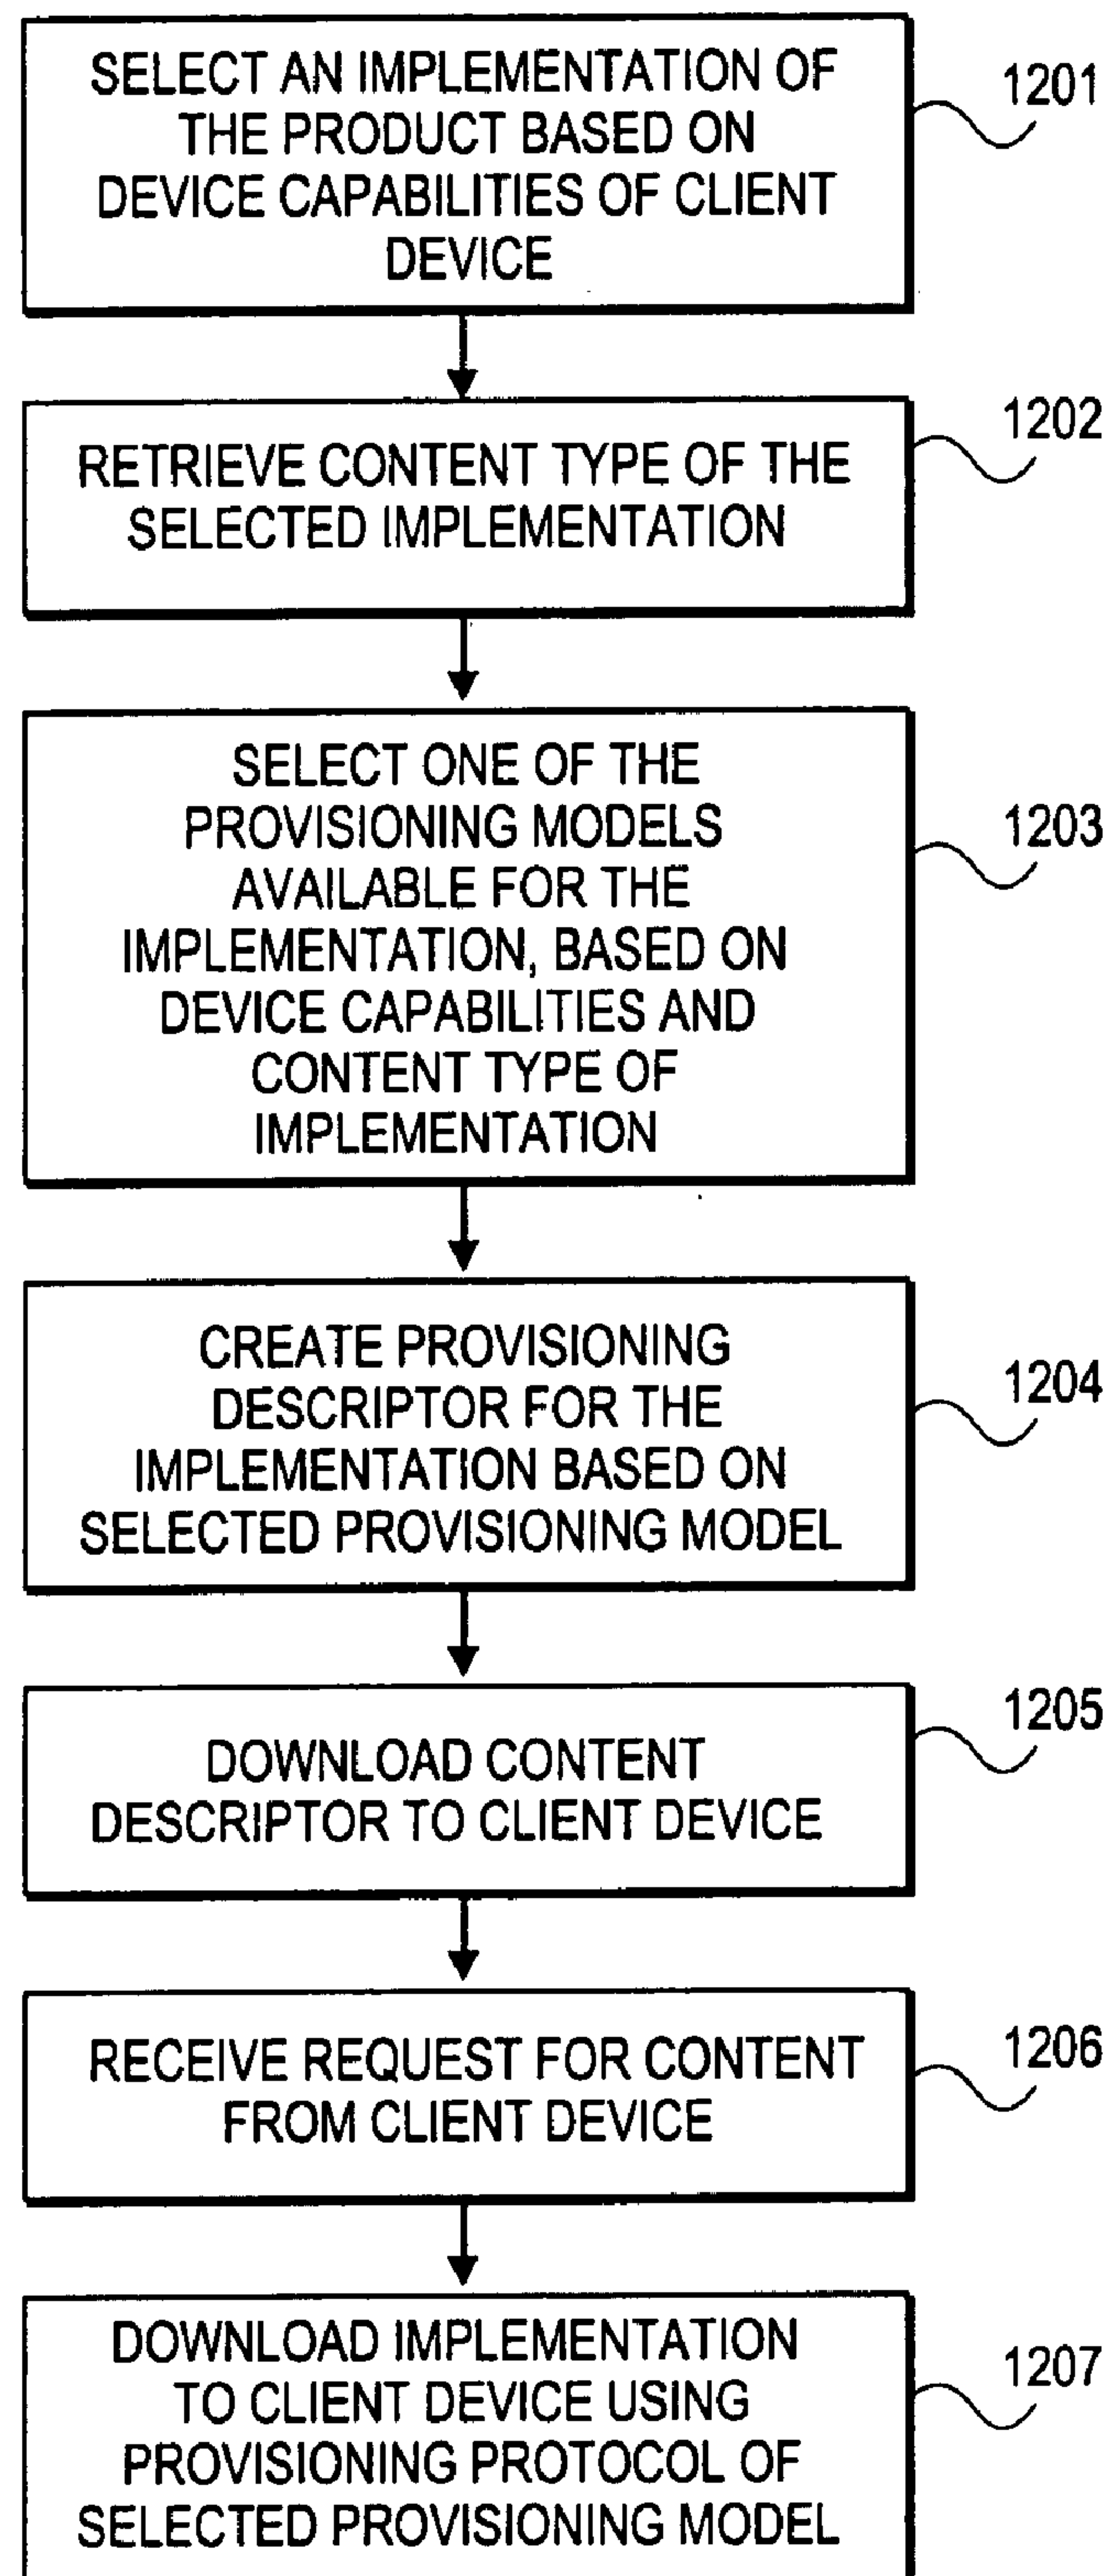 SELECT AN IMPLEMENTATION OF
THE PRODUCT BASED ON
DEVICE CAPABILITIES OF CLIENT
DEVICE
1201
RETRIEVE CONTENT TYPE OF THE
SELECTED IMPLEMENTATION
1202
SELECT ONE OF THE
PROVISIONING MODELS
AVAILABLE FOR THE
IMPLEMENTATION, BASED ON
DEVICE CAPABILITIES AND
CONTENT TYPE OF
IMPLEMENTATION
1203
CREATE PROVISIONING
DESCRIPTOR FOR THE
IMPLEMENTATION BASED ON
SELECTED PROVISIONING MODEL
1204
DOWNLOAD CONTENT
DESCRIPTOR TO CLIENT DEVICE
1205
RECEIVE REQUEST FOR CONTENT
FROM CLIENT DEVICE
1206
DOWNLOAD IMPLEMENTATION
TO CLIENT DEVICE USING
PROVISIONING PROTOCOL OF
SELECTED PROVISIONING MODEL
1207